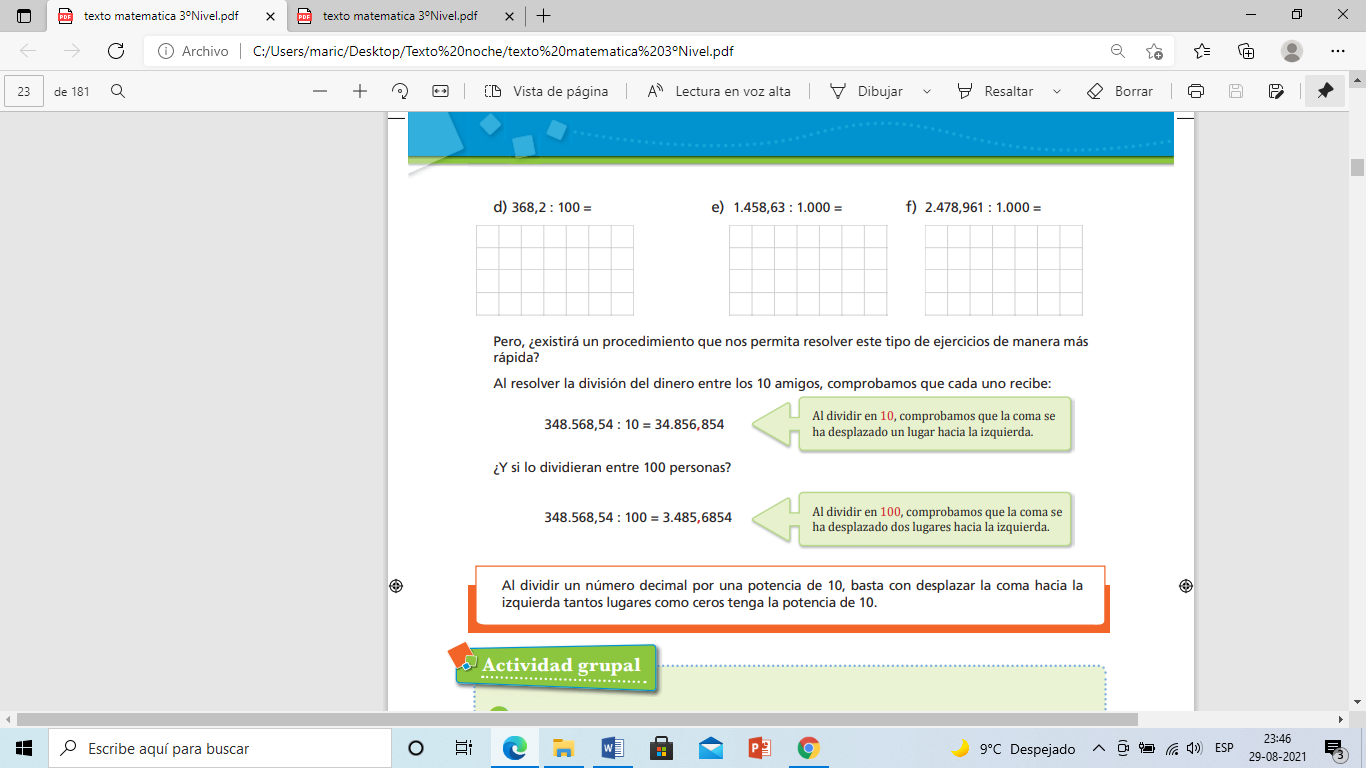 texto matematica 3ºNivel.pdf
texto matematica 3ºNivel.pdf
Archivo
C:/Users/maric/Desktop/Texto%20noche/texto%20matematica%203ºNivel.pdf
23
de 181
Vista de página
Lectura en voz alta
Dibujar
Resaltar
Borrar
d) 368,2 : 100 =
e) 1.458,63 : 1.000 =
f) 2.478,961 : 1.000 =
Pero, ¿existirá un procedimiento que nos permita resolver este tipo de ejercicios de manera más
rápida?
Al resolver la división del dinero entre los 10 amigos, comprobamos que cada uno recibe:
348.568,54 : 10 = 34.856,854
Al dividir en 10, comprobamos que la coma se
ha desplazado un lugar hacia la izquierda.
¿Y si lo dividieran entre 100 personas?
348.568,54 : 100 = 3.485,6854
Al dividir en 100, comprobamos que la coma se
ha desplazado dos lugares hacia la izquierda.
Al dividir un número decimal por una potencia de 10, basta con desplazar la coma hacia la
izquierda tantos lugares como ceros tenga la potencia de 10.
Actividad grupal
Escribe aquí para buscar
9°C Despejado
ESP
23:46
29-08-2021
3